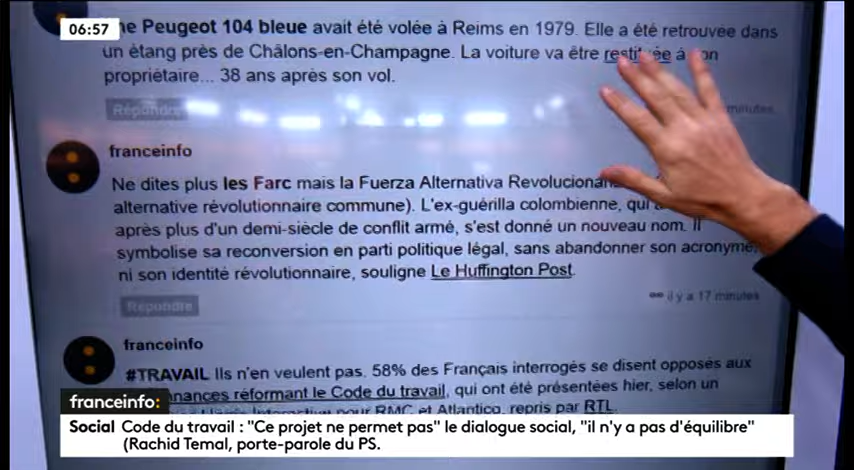 06:57
ne Peugeot 104 bleue avait été volée à Reims en 1979. Elle a été retrouvée dans
un étang près de Châlons-en-Champagne. La voiture va être restituée à son
propriétaire... 38 ans après son vol.
Répondre
minutes
franceinfo
Ne dites plus les Farc mais la Fuerza Alternativa Revolucionar
alternative révolutionnaire commune). L'ex-guérilla colombienne, qui a
après plus d'un demi-siècle de conflit armé, s'est donné un nouveau nom. Il
symbolise sa reconversion en parti politique légal, sans abandonner son acronyme,
ni son identité révolutionnaire, souligne Le Huffington Post.
Répondre
il y a 17 minutes
franceinfo
#TRAVAIL Ils n'en veulent pas. 58% des Français interrogés se disent opposés aux
nances réformant le Code du travail, qui ont été présentées hier, selon un
Interactive pour RMC et Atlantico, repris par RTL.
franceinfo:
Social Code du travail : "Ce projet ne permet pas" le dialogue social, "il n'y a pas d'équilibre"
(Rachid Temal, porte-parole du PS.